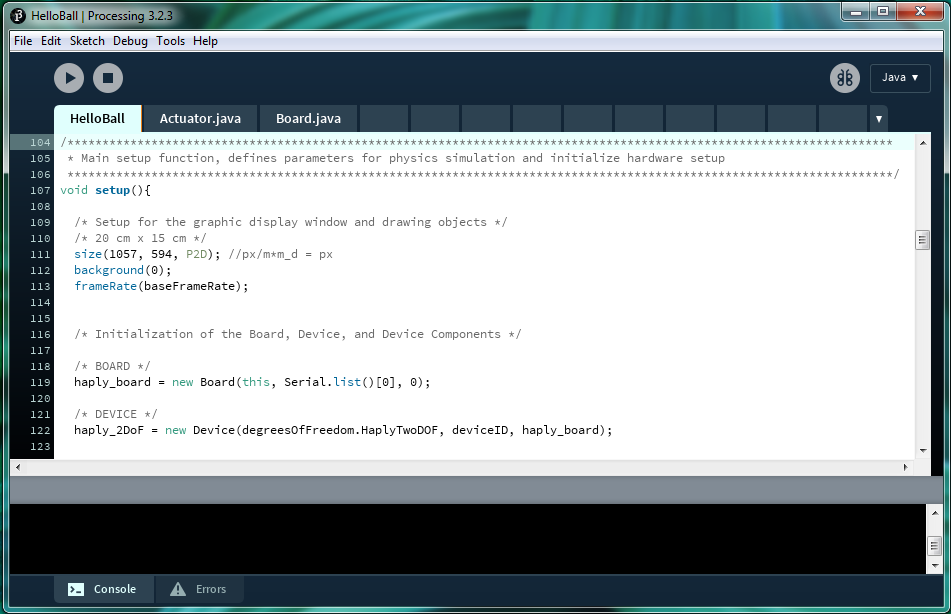 HelloBall | Processing 3.2.3
File Edit Sketch Debug Tools Help
Java ▼
HelloBall Actuator.java Board.java ▼
104 /**********************************************************************************************************************
105 * Main setup function, defines parameters for physics simulation and initialize hardware setup
106 **********************************************************************************************************************/
107 void setup(){
108
109 /* Setup for the graphic display window and drawing objects */
110 /* 20 cm x 15 cm */
111 size(1057, 594, P2D); //px/m*m_d = px
112 background(0);
113 frameRate(baseFrameRate);
114
115
116 /* Initialization of the Board, Device, and Device Components */
117
118 /* BOARD */
119 haply_board = new Board(this, Serial.list()[0], 0);
120
121 /* DEVICE */
122 haply_2DoF = new Device(degreesOfFreedom.HaplyTwoDOF, deviceID, haply_board);
123
Console Errors